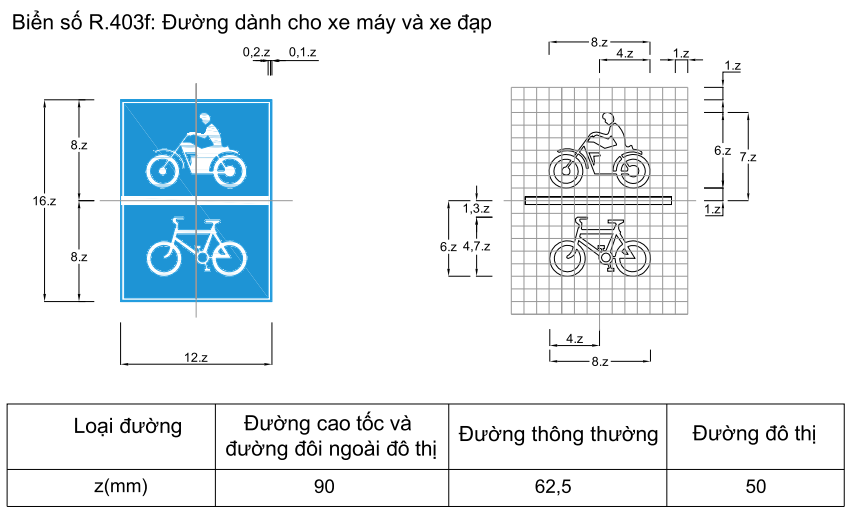 Biển số R.403f: Đường dành cho xe máy và xe đạp
0,2.z
0,1.z
8.z
16.z
8.z
12.z
8.z
4.z
1.z
1.z
6.z
7.z
1.z
1,3.z
6.z
4,7.z
4.z
8.z
Loại đường
Đường cao tốc và
đường đôi ngoài đô thị
Đường thông thường
Đường đô thị
z(mm)
90
62,5
50